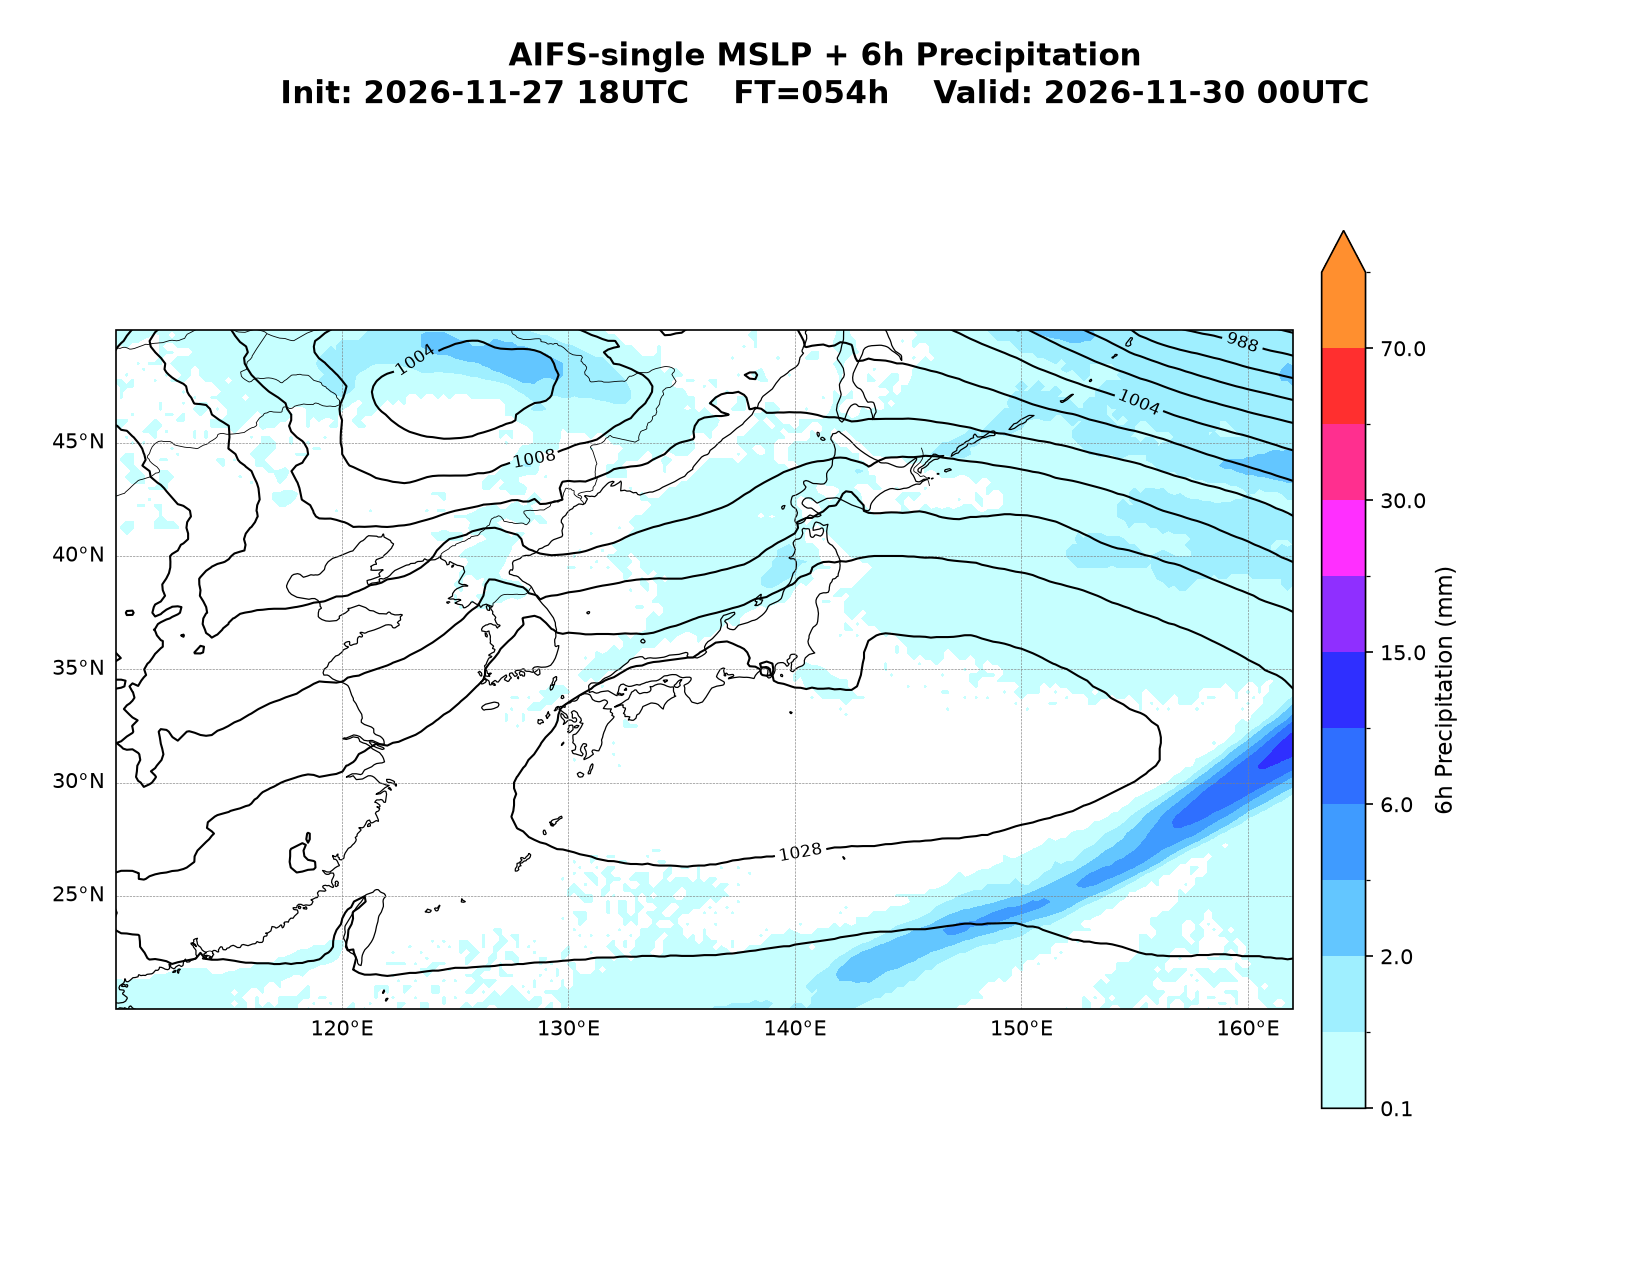 AIFS-single MSLP + 6h Precipitation
Init: 2026-11-27 18UTC    FT=054h    Valid: 2026-11-30 00UTC
988
1004
1004
1008
1028
45°N
40°N
35°N
30°N
25°N
120°E
130°E
140°E
150°E
160°E
70.0
30.0
15.0
6.0
2.0
0.1
6h Precipitation (mm)